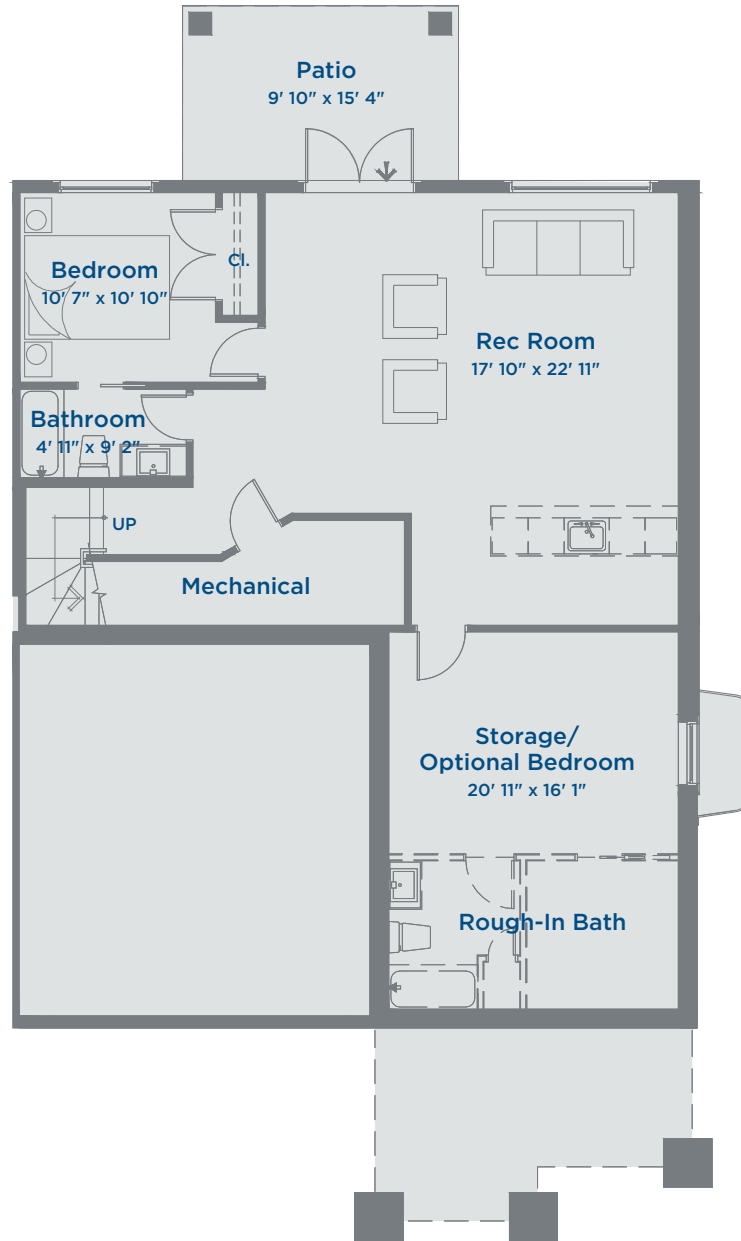 Patio
9' 10" x 15' 4"
Cl.
Bedroom
10' 7" x 10' 10"
Rec Room
17' 10" x 22' 11"
Bathroom
4' 11" x 9' 2"
UP
Mechanical
Storage/
Optional Bedroom
20' 11" x 16' 1"
Rough-In Bath